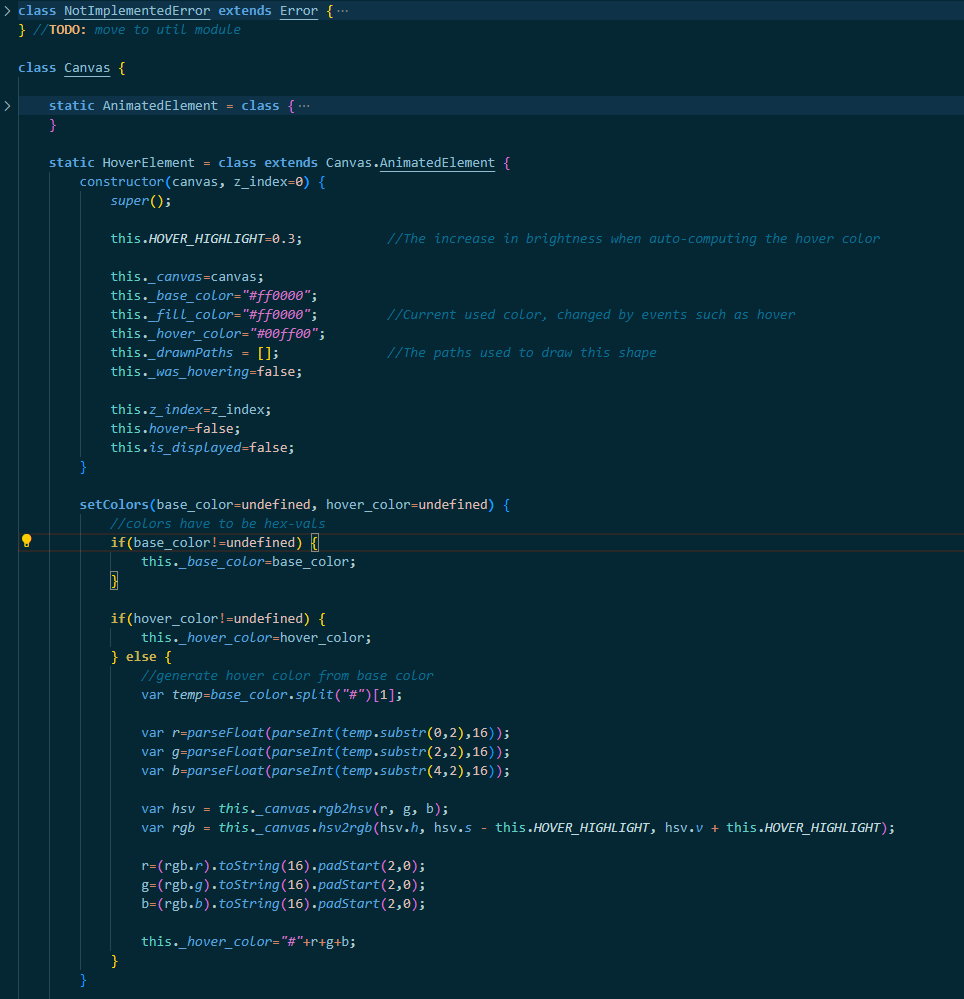 class NotImplementedError extends Error {···
} //TODO: move to util module
class Canvas {
static AnimatedElement = class {···
}
static HoverElement = class extends Canvas.AnimatedElement {
constructor(canvas, z_index=0) {
super();
this.HOVER_HIGHLIGHT=0.3; //The increase in brightness when auto-computing the hover color
this._canvas=canvas;
this._base_color="#ff0000";
this._fill_color="#ff0000"; //Current used color, changed by events such as hover
this._hover_color="#00ff00";
this._drawnPaths = []; //The paths used to draw this shape
this._was_hovering=false;
this.z_index=z_index;
this.hover=false;
this.is_displayed=false;
}
setColors(base_color=undefined, hover_color=undefined) {
//colors have to be hex-vals
if(base_color!=undefined) {
this._base_color=base_color;
}
if(hover_color!=undefined) {
this._hover_color=hover_color;
} else {
//generate hover color from base color
var temp=base_color.split("#")[1];
var r=parseFloat(parseInt(temp.substr(0,2),16));
var g=parseFloat(parseInt(temp.substr(2,2),16));
var b=parseFloat(parseInt(temp.substr(4,2),16));
var hsv = this._canvas.rgb2hsv(r, g, b);
var rgb = this._canvas.hsv2rgb(hsv.h, hsv.s - this.HOVER_HIGHLIGHT, hsv.v + this.HOVER_HIGHLIGHT);
r=(rgb.r).toString(16).padStart(2,0);
g=(rgb.g).toString(16).padStart(2,0);
b=(rgb.b).toString(16).padStart(2,0);
this._hover_color="#"+r+g+b;
}
}